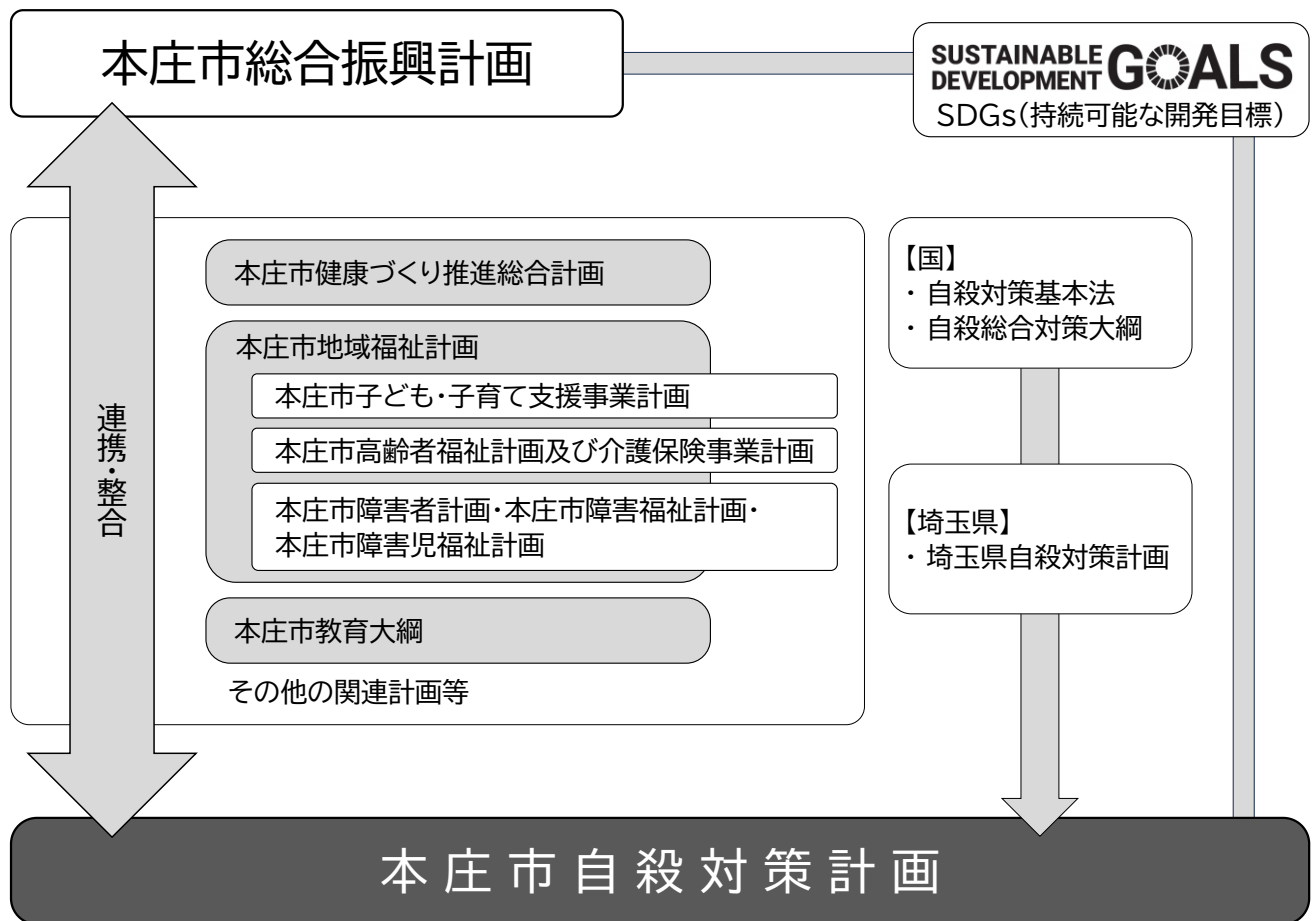 本庄市総合振興計画
SUSTAINABLE
DEVELOPMENT
GOALS
SDGs(持続可能な開発目標)
連携・整合
本庄市健康づくり推進総合計画
本庄市地域福祉計画
本庄市子ども・子育て支援事業計画
本庄市高齢者福祉計画及び介護保険事業計画
本庄市障害者計画・本庄市障害福祉計画・
本庄市障害児福祉計画
本庄市教育大綱
その他の関連計画等
【国】
・ 自殺対策基本法
・ 自殺総合対策大綱
【埼玉県】
・ 埼玉県自殺対策計画
本庄市自殺対策計画